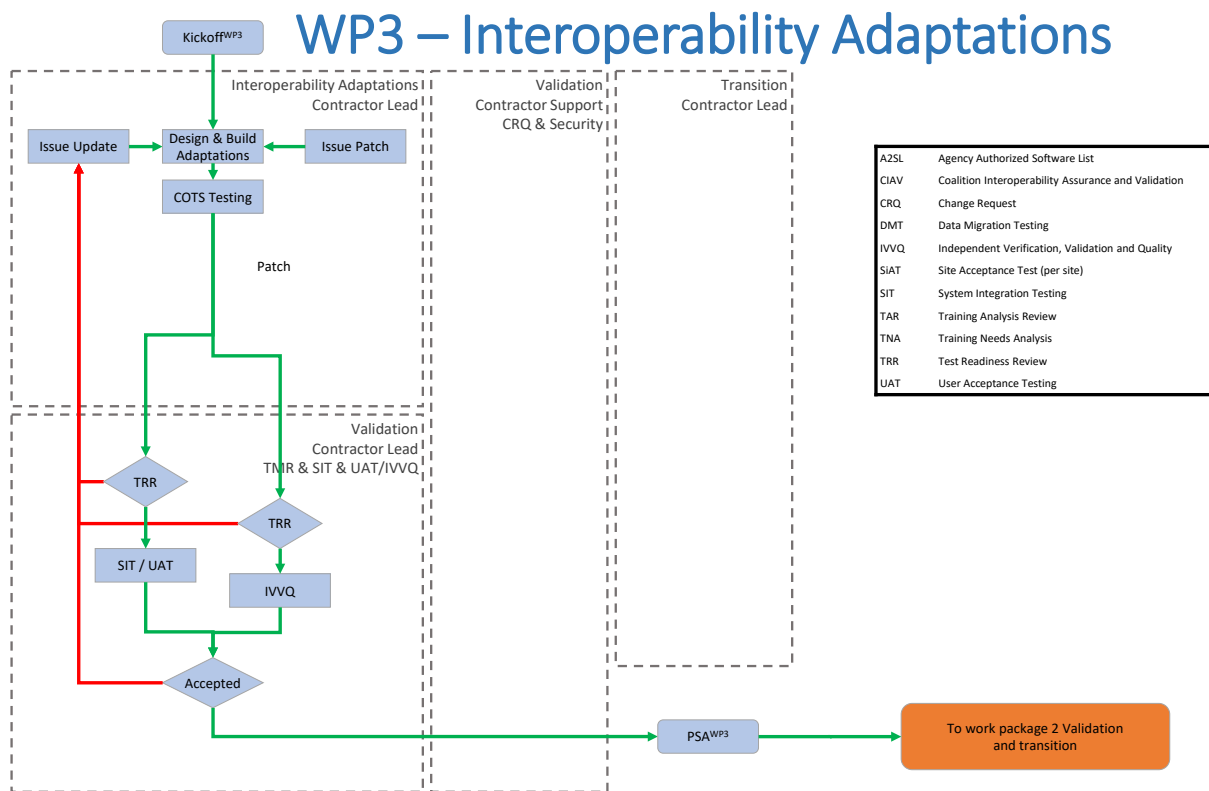 WP3 – Interoperability Adaptations
Kickoff^WP3
Interoperability Adaptations
Contractor Lead
Validation
Contractor Support
CRQ & Security
Transition
Contractor Lead
Issue Update
Design & Build
Adaptations
Issue Patch
COTS Testing
Patch
A2SL Agency Authorized Software List
CIAV Coalition Interoperability Assurance and Validation
CRQ Change Request
DMT Data Migration Testing
IVVQ Independent Verification, Validation and Quality
SiAT Site Acceptance Test (per site)
SIT System Integration Testing
TAR Training Analysis Review
TNA Training Needs Analysis
TRR Test Readiness Review
UAT User Acceptance Testing
Validation
Contractor Lead
TMR & SIT & UAT/IVVQ
TRR
TRR
SIT / UAT
IVVQ
Accepted
PSA^WP3
To work package 2 Validation
and transition